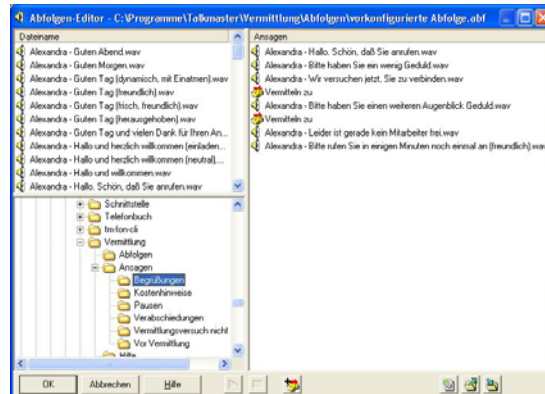 Abfolgen-Editor - C:\Programme\Talkmaster\Vermittlung\Abfolgen\vorkonfigurierte Abfolge.abf
Dateiname
Alexandra - Guten Abend.wav
Alexandra - Guten Morgen.wav
Alexandra - Guten Tag (dynamisch, mit Einatmen).wav
Alexandra - Guten Tag (freundlich).wav
Alexandra - Guten Tag (frisch, freundlich).wav
Alexandra - Guten Tag (herausgehoben).wav
Alexandra - Guten Tag und vielen Dank für Ihren An...
Alexandra - Hallo und herzlich willkommen (einladen...
Alexandra - Hallo und herzlich willkommen (neutral)....
Alexandra - Hallo und willkommen.wav
Alexandra - Hallo. Schön, daß Sie anrufen.wav
Schnittstelle
Telefonbuch
tm-fon-cli
Vermittlung
Abfolgen
Ansagen
Begrüßungen
Kostenhinweise
Pausen
Verabschiedungen
Vermittlungsversuch nicht
Vor Vermittlung
Hilfe
Ansagen
Alexandra - Hallo. Schön, daß Sie anrufen.wav
Alexandra - Bitte haben Sie ein wenig Geduld.wav
Alexandra - Wir versuchen jetzt, Sie zu verbinden.wav
Vermitteln zu
Alexandra - Bitte haben Sie einen weiteren Augenblick Geduld.wav
Vermitteln zu
Alexandra - Leider ist gerade kein Mitarbeiter frei.wav
Alexandra - Bitte rufen Sie in einigen Minuten noch einmal an (freundlich).wav
OK Abbrechen Hilfe